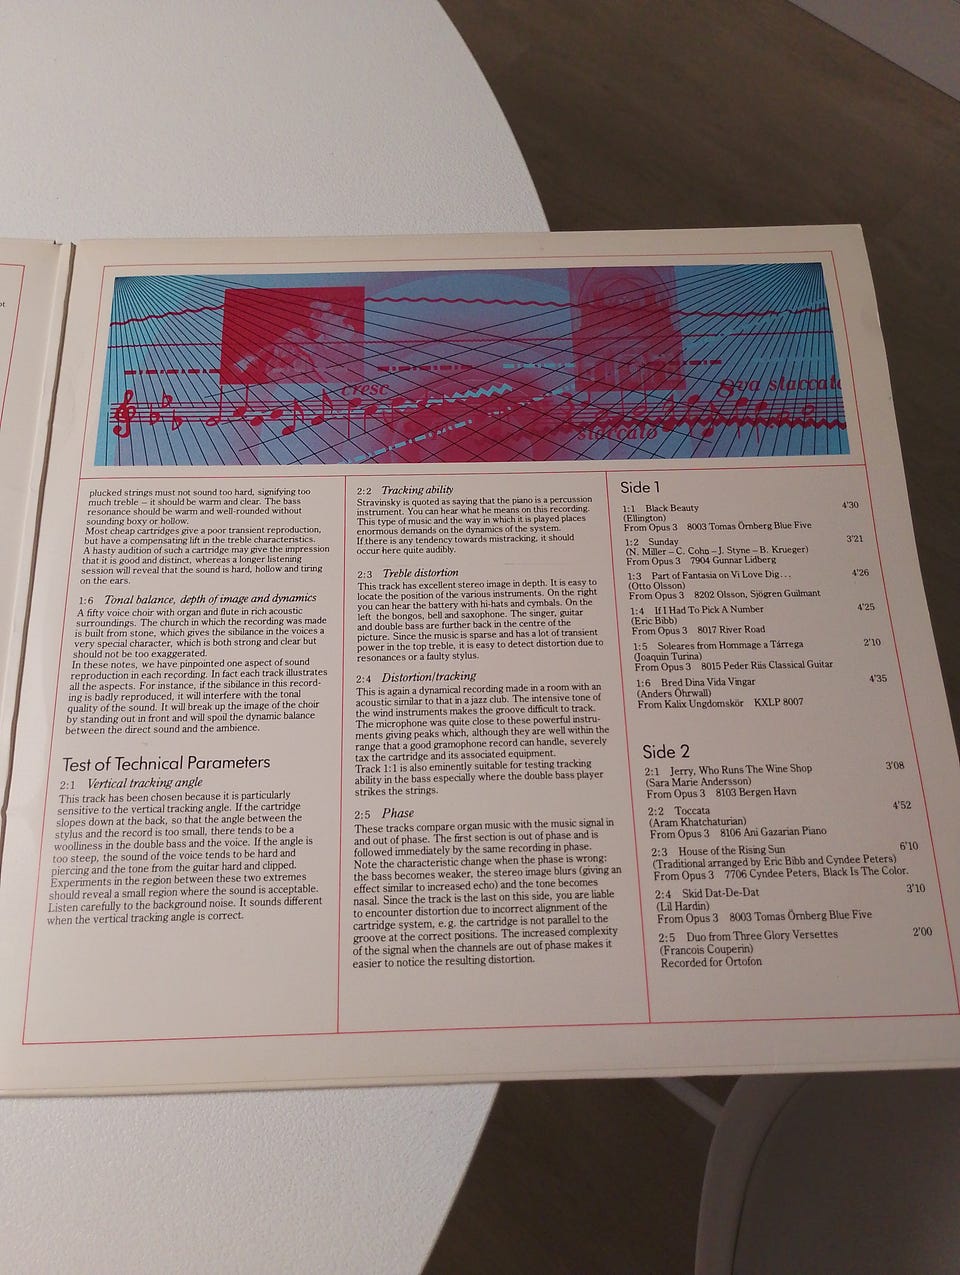 ot
cresc
8va staccato
staccato
plucked strings must not sound too hard, signifying too
much treble – it should be warm and clear. The bass
resonance should be warm and well-rounded without
sounding boxy or hollow.
Most cheap cartridges give a poor transient reproduction,
but have a compensating lift in the treble characteristics.
A hasty audition of such a cartridge may give the impression
that it is good and distinct, whereas a longer listening
session will reveal that the sound is hard, hollow and tiring
on the ears.
1:6 Tonal balance, depth of image and dynamics
A fifty voice choir with organ and flute in rich acoustic
surroundings. The church in which the recording was made
is built from stone, which gives the sibilance in the voices a
very special character, which is both strong and clear but
should not be too exaggerated.
In these notes, we have pinpointed one aspect of sound
reproduction in each recording. In fact each track illustrates
all the aspects. For instance, if the sibilance in this record-
ing is badly reproduced, it will interfere with the tonal
quality of the sound. It will break up the image of the choir
by standing out in front and will spoil the dynamic balance
between the direct sound and the ambience.
Test of Technical Parameters
2:1 Vertical tracking angle
This track has been chosen because it is particularly
sensitive to the vertical tracking angle. If the cartridge
slopes down at the back, so that the angle between the
stylus and the record is too small, there tends to be a
woolliness in the double bass and the voice. If the angle is
too steep, the sound of the voice tends to be hard and
piercing and the tone from the guitar hard and clipped.
Experiments in the region between these two extremes
should reveal a small region where the sound is acceptable.
Listen carefully to the background noise. It sounds different
when the vertical tracking angle is correct.
2:2 Tracking ability
Stravinsky is quoted as saying that the piano is a percussion
instrument. You can hear what he means on this recording.
This type of music and the way in which it is played places
enormous demands on the dynamics of the system.
If there is any tendency towards mistracking, it should
occur here quite audibly.
2:3 Treble distortion
This track has excellent stereo image in depth. It is easy to
locate the position of the various instruments. On the right
you can hear the battery with hi-hats and cymbals. On the
left the bongos, bell and saxophone. The singer, guitar
and double bass are further back in the centre of the
picture. Since the music is sparse and has a lot of transient
power in the top treble, it is easy to detect distortion due to
resonances or a faulty stylus.
2:4 Distortion/tracking
This is again a dynamical recording made in a room with an
acoustic similar to that in a jazz club. The intensive tone of
the wind instruments makes the groove difficult to track.
The microphone was quite close to these powerful instru-
ments giving peaks which, although they are well within the
range that a good gramophone record can handle, severely
tax the cartridge and its associated equipment.
Track 1:1 is also eminently suitable for testing tracking
ability in the bass especially where the double bass player
strikes the strings.
2:5 Phase
These tracks compare organ music with the music signal in
and out of phase. The first section is out of phase and is
followed immediately by the same recording in phase.
Note the characteristic change when the phase is wrong:
the bass becomes weaker, the stereo image blurs (giving an
effect similar to increased echo) and the tone becomes
nasal. Since the track is the last on this side, you are liable
to encounter distortion due to incorrect alignment of the
cartridge system, e.g. the cartridge is not parallel to the
groove at the correct positions. The increased complexity
of the signal when the channels are out of phase makes it
easier to notice the resulting distortion.
Side 1
1:1 Black Beauty 4'30
(Ellington)
From Opus 3 8003 Tomas Örnberg Blue Five
1:2 Sunday 3'21
(N. Miller – C. Cohn – J. Styne – B. Krueger)
From Opus 3 7904 Gunnar Lidberg
1:3 Part of Fantasia on Vi Love Dig... 4'26
(Otto Olsson)
From Opus 3 8202 Olsson, Sjögren Guilmant
1:4 If I Had To Pick A Number 4'25
(Eric Bibb)
From Opus 3 8017 River Road
1:5 Soleares from Hommage a Tárrega 2'10
(Joaquin Turina)
From Opus 3 8015 Peder Riis Classical Guitar
1:6 Bred Dina Vida Vingar 4'35
(Anders Öhrwall)
From Kalix Ungdomskör KXLP 8007
Side 2
2:1 Jerry, Who Runs The Wine Shop 3'08
(Sara Marie Andersson)
From Opus 3 8103 Bergen Havn
2:2 Toccata 4'52
(Aram Khatchaturian)
From Opus 3 8106 Ani Gazarian Piano
2:3 House of the Rising Sun 6'10
(Traditional arranged by Eric Bibb and Cyndee Peters)
From Opus 3 7706 Cyndee Peters, Black Is The Color.
2:4 Skid Dat-De-Dat 3'10
(Lil Hardin)
From Opus 3 8003 Tomas Örnberg Blue Five
2:5 Duo from Three Glory Versettes 2'00
(Francois Couperin)
Recorded for Ortofon